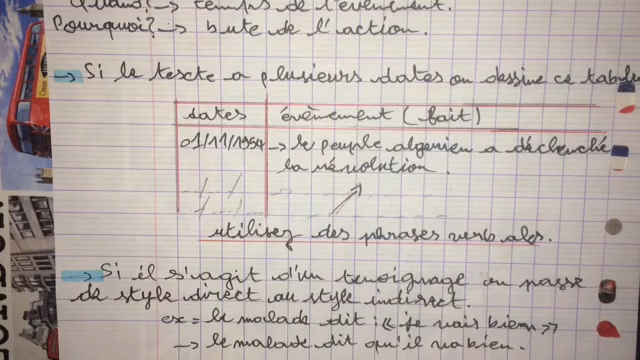 Quand? → temps de l'évènement.
Pourquoi? → bute de l'action.
→ Si le texte a plusieurs dates on dessine ce tableau
dates évènement (fait)
01/11/1954 → le peuple algerien a déchenché
la révolution.
utilisez des phrases verbales.
→ Si il s'agit d'un temoignage on passe
de style direct au style indirect.
ex = le malade dit : « je vais bien »
→ le malade dit qu'il va bien.